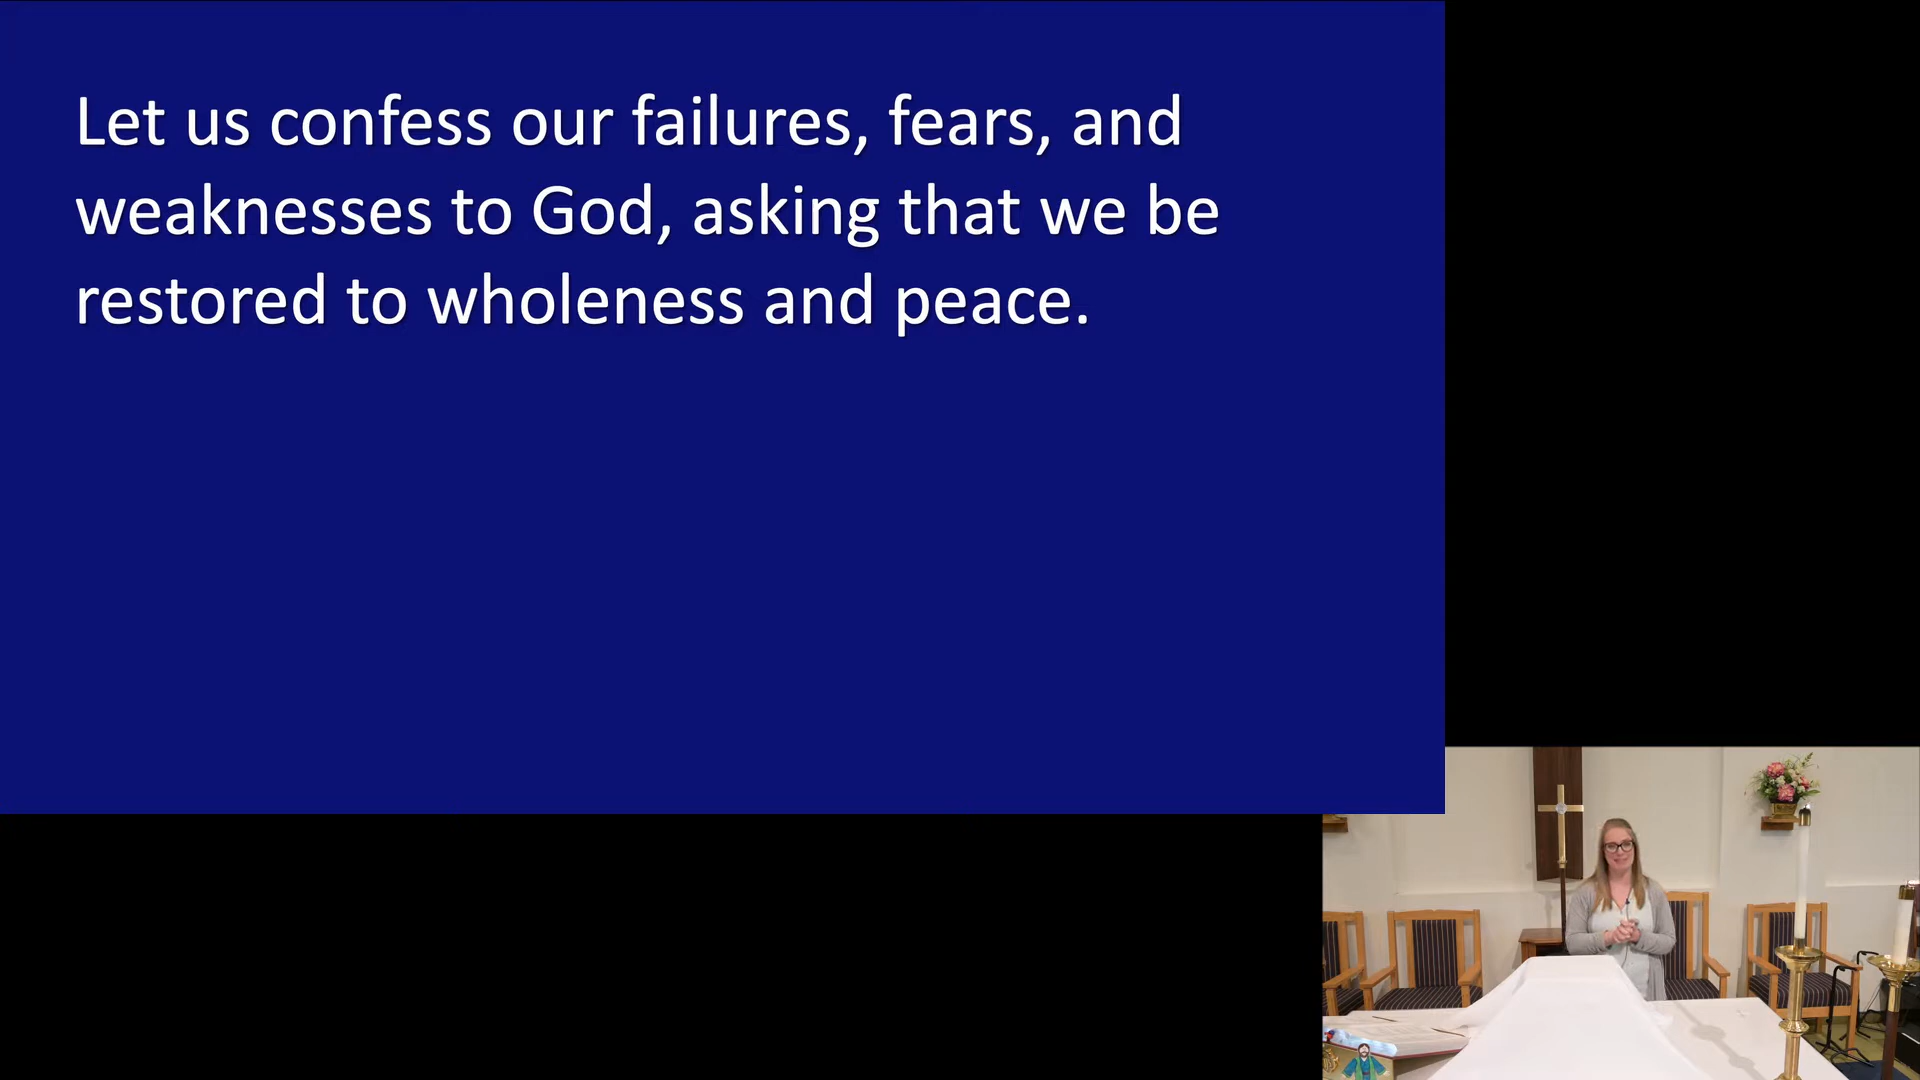 Let us confess our failures, fears, and
weaknesses to God, asking that we be
restored to wholeness and peace.